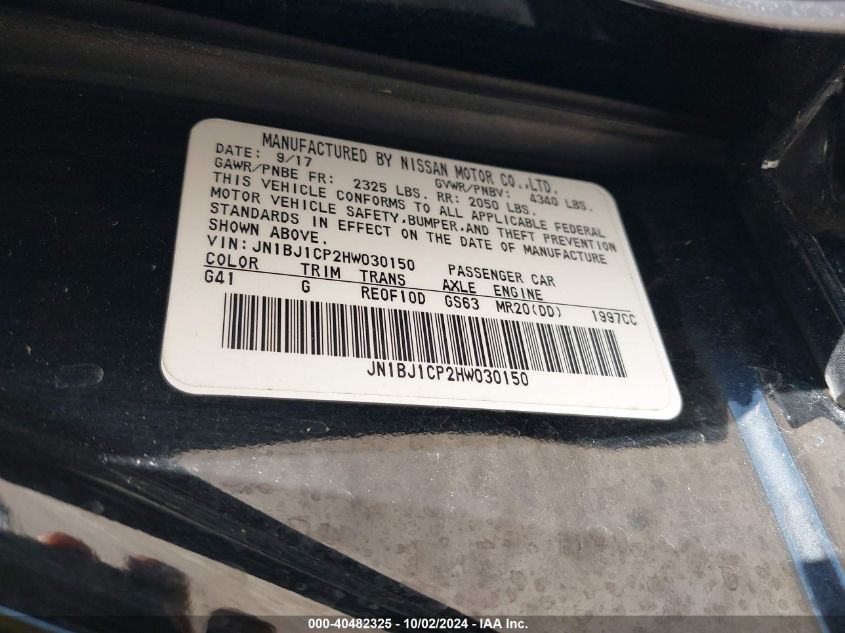 MANUFACTURED BY NISSAN MOTOR CO.,LTD.
DATE: 9/17 GVWR/PNBV: 4340 LBS.
GAWR/PNBE FR: 2325 LBS. RR: 2050 LBS.
THIS VEHICLE CONFORMS TO ALL APPLICABLE FEDERAL
MOTOR VEHICLE SAFETY,BUMPER,AND THEFT PREVENTION
STANDARDS IN EFFECT ON THE DATE OF MANUFACTURE
SHOWN ABOVE.
VIN: JN1BJ1CP2HW030150 PASSENGER CAR
COLOR TRIM TRANS AXLE ENGINE
G41 G RE0F10D GS63 MR20(DD) 1997CC
JN1BJ1CP2HW030150
000-40482325 - 10/02/2024 - IAA Inc.